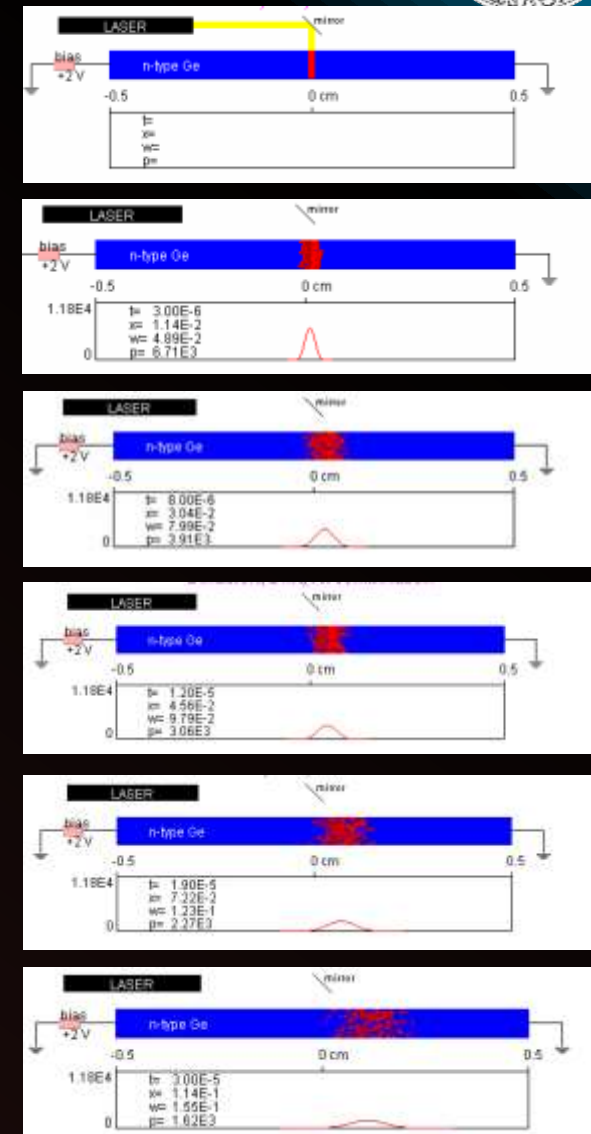 LASER
mirror
bias
+2 V
n-type Ge
-0.5 0 cm 0.5
t=
x=
w=
p=
LASER
mirror
bias
+2 V
n-type Ge
-0.5 0 cm 0.5
1.18E4
0
t= 3.00E-6
x= 1.14E-2
w= 4.89E-2
p= 6.71E3
LASER
mirror
bias
+2 V
n-type Ge
-0.5 0 cm 0.5
1.18E4
0
t= 8.00E-6
x= 3.04E-2
w= 7.99E-2
p= 3.91E3
LASER
mirror
bias
+2 V
n-type Ge
-0.5 0 cm 0.5
1.18E4
0
t= 1.20E-5
x= 4.56E-2
w= 9.79E-2
p= 3.06E3
LASER
mirror
bias
+2 V
n-type Ge
-0.5 0 cm 0.5
1.18E4
0
t= 1.90E-5
x= 7.22E-2
w= 1.23E-1
p= 2.27E3
LASER
mirror
bias
+2 V
n-type Ge
-0.5 0 cm 0.5
1.18E4
0
t= 3.00E-5
x= 1.14E-1
w= 1.55E-1
p= 1.62E3